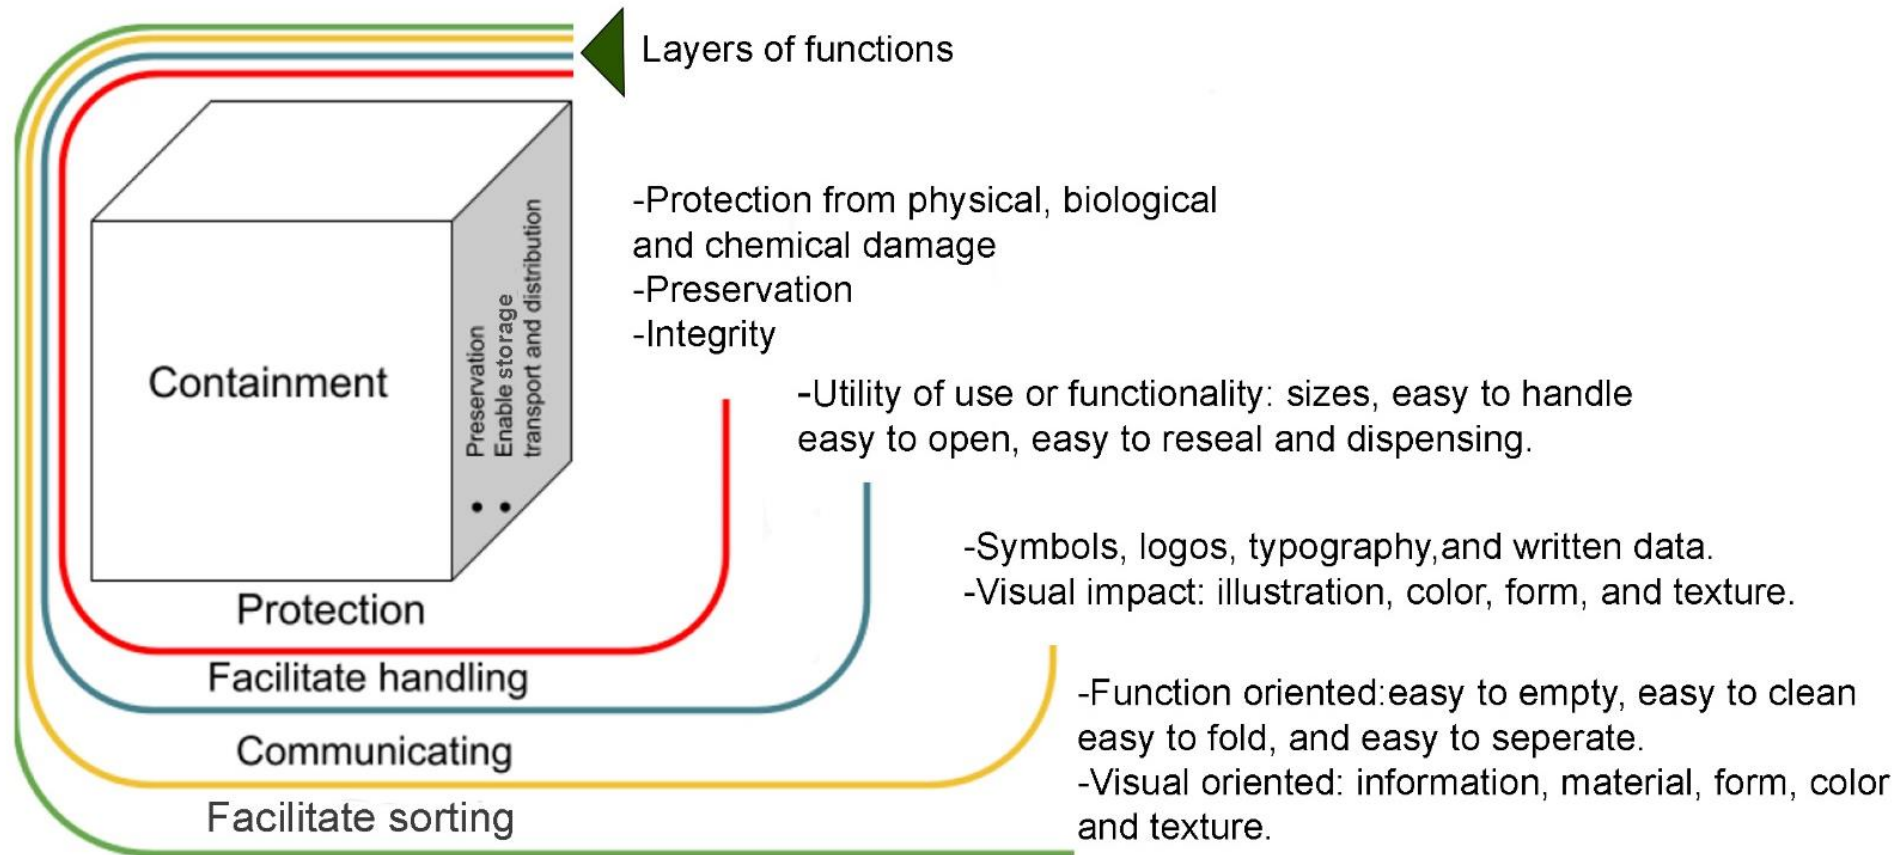 Layers of functions
-Protection from physical, biological
and chemical damage
-Preservation
-Integrity
Containment
Preservation
Enable storage
transport and distribution
-Utility of use or functionality: sizes, easy to handle
easy to open, easy to reseal and dispensing.
-Symbols, logos, typography,and written data.
-Visual impact: illustration, color, form, and texture.
Protection
Facilitate handling
-Function oriented:easy to empty, easy to clean
easy to fold, and easy to seperate.
-Visual oriented: information, material, form, color
and texture.
Communicating
Facilitate sorting